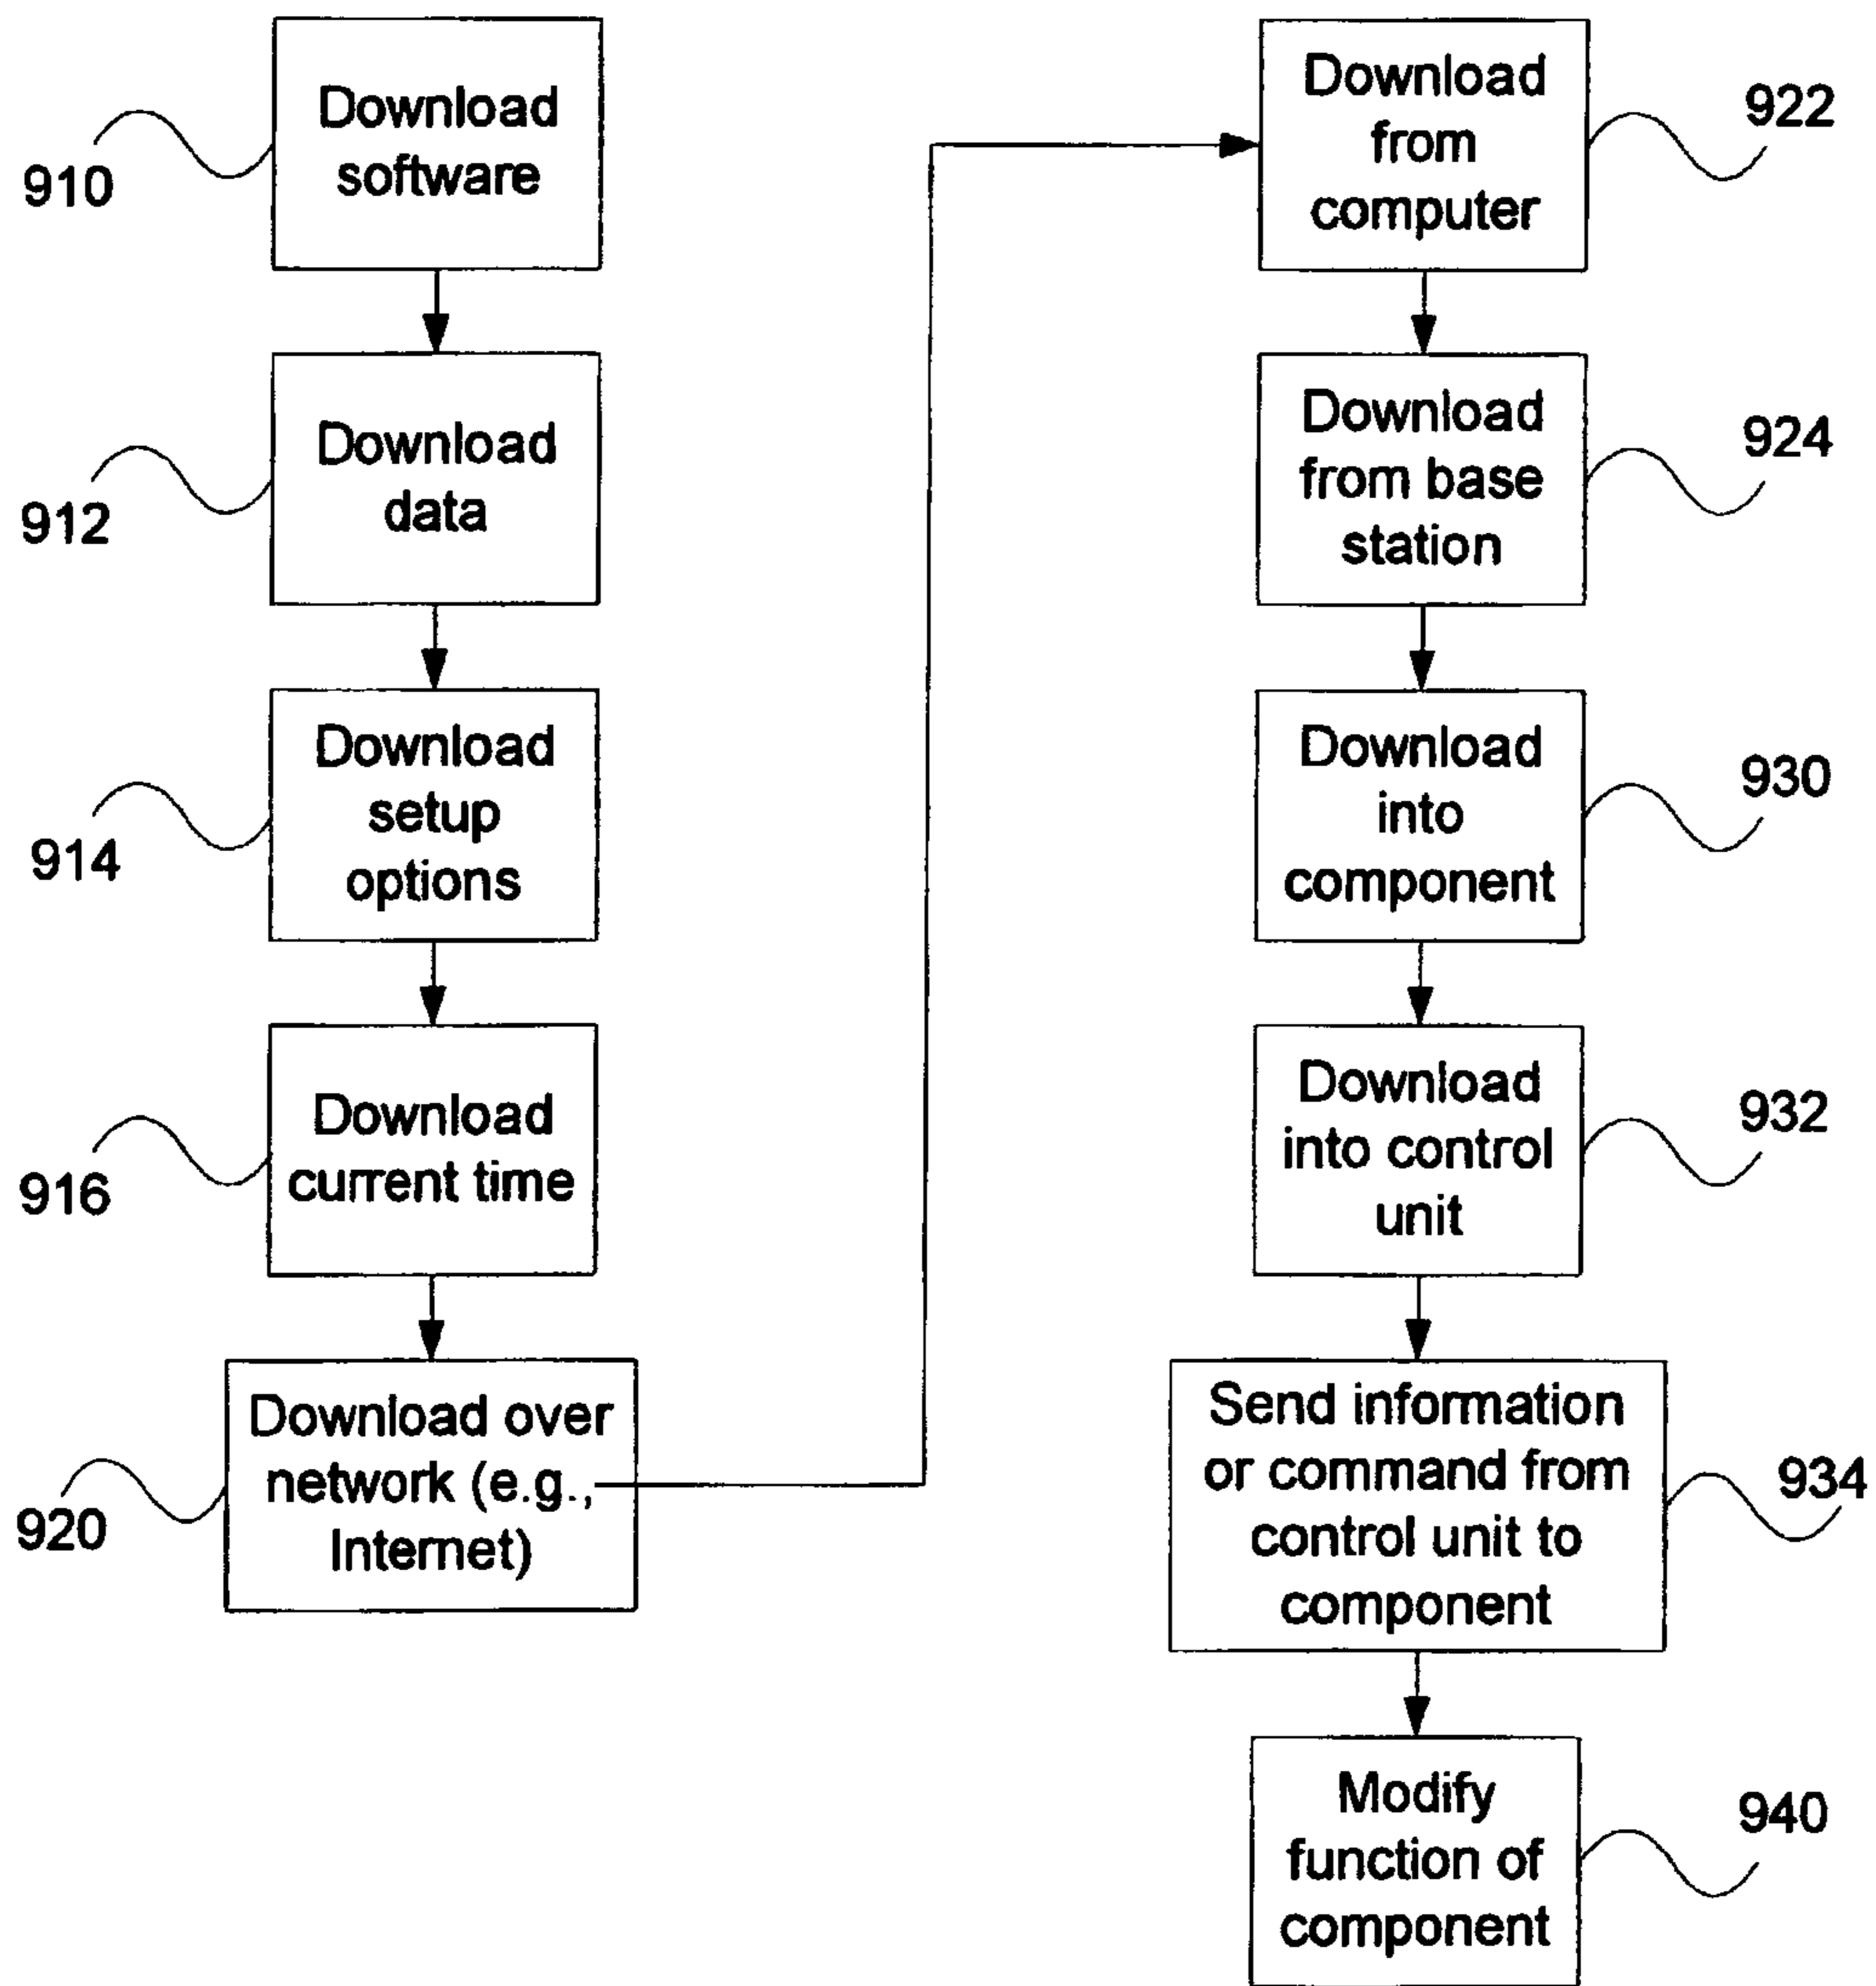 Download
software
910
Download
data
912
Download
setup
options
914
Download
current time
916
Download over
network (e.g.,
Internet)
920
Download
from
computer
922
Download
from base
station
924
Download
into
component
930
Download
into control
unit
932
Send information
or command from
control unit to
component
934
Modify
function of
component
940